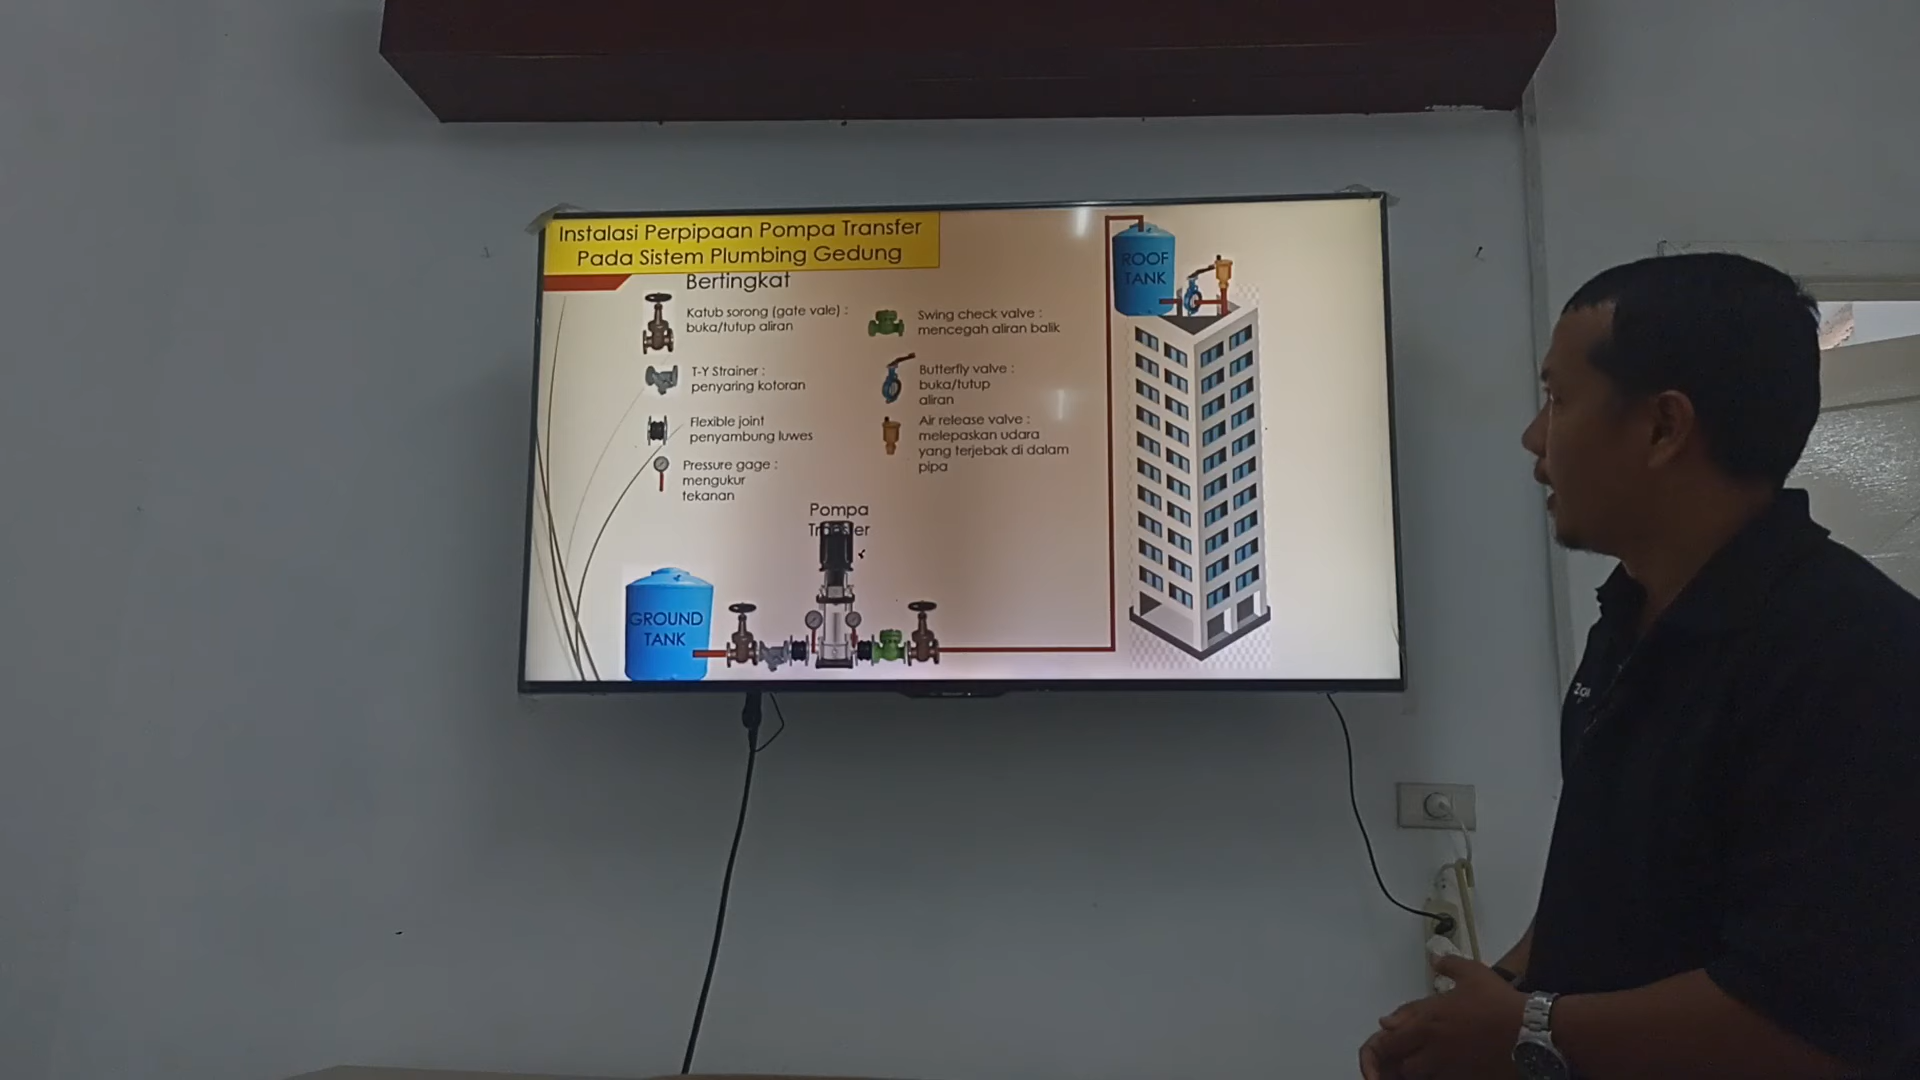 Instalasi Perpipaan Pompa Transfer
Pada Sistem Plumbing Gedung
Bertingkat
Katub sorong (gate vale) :
buka/tutup aliran
T-Y Strainer :
penyaring kotoran
Flexible joint
penyambung luwes
Pressure gage :
mengukur
tekanan
Swing check valve :
mencegah aliran balik
Butterfly valve :
buka/tutup
aliran
Air release valve :
melepaskan udara
yang terjebak di dalam
pipa
ROOF
TANK
Pompa
Transfer
GROUND
TANK